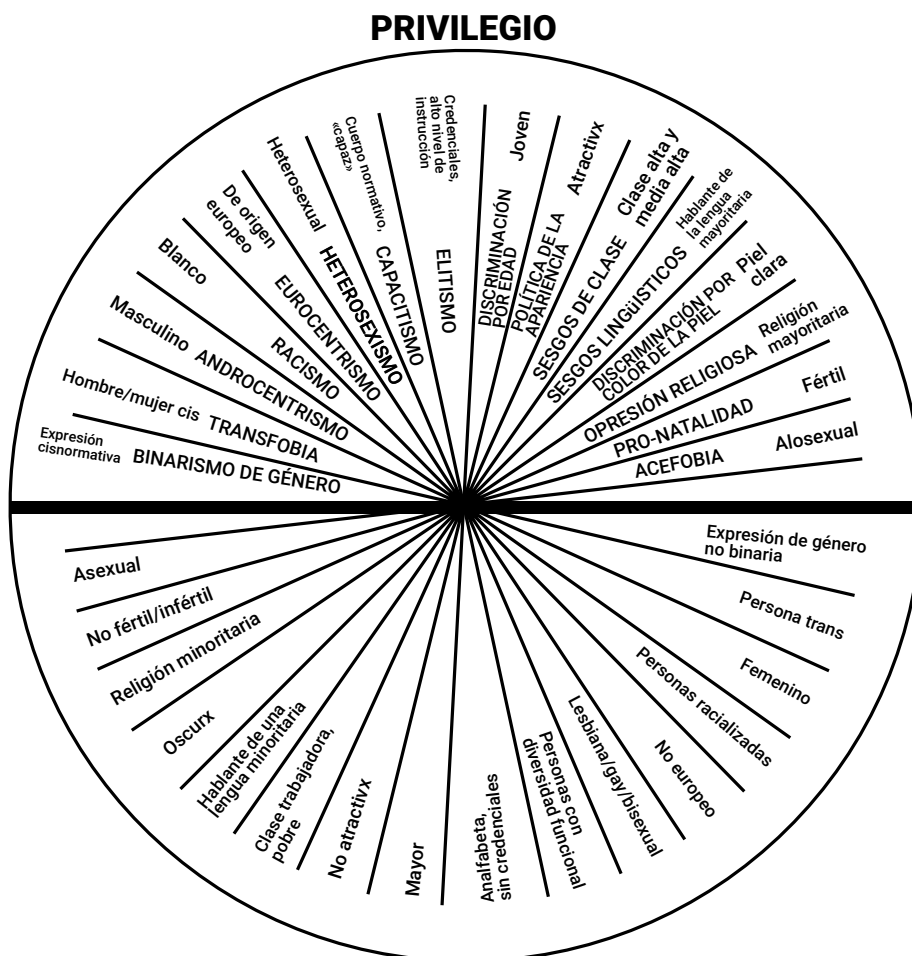 PRIVILEGIO
Expresión
cisnormativa
BINARISMO DE GÉNERO
Hombre/mujer cis
TRANSFOBIA
Masculino
ANDROCENTRISMO
Blanco
RACISMO
De origen
europeo
EUROCENTRISMO
Heterosexual
HETEROSEXISMO
Cuerpo normativo,
«capaz»
CAPACITISMO
Credenciales,
alto nivel de
instrucción
ELITISMO
Joven
DISCRIMINACIÓN
POR EDAD
Atractivx
POLÍTICA DE LA
APARIENCIA
Clase alta y
media alta
SESGOS DE CLASE
Hablante de
la lengua
mayoritaria
SESGOS LINGüISTICOS
Piel
clara
DISCRIMINACIÓN POR
COLOR DE LA PIEL
Religión
mayoritaria
OPRESIÓN RELIGIOSA
Fértil
PRO-NATALIDAD
Alosexual
ACEFOBIA
Expresión de género
no binaria
Persona trans
Femenino
Personas racializadas
No europeo
Lesbiana/gay/bisexual
Personas con
diversidad funcional
Analfabeta,
sin credenciales
Mayor
No atractivx
Clase trabajadora,
pobre
Hablante de una
lengua minoritaria
Oscurx
Religión minoritaria
No fértil/infértil
Asexual